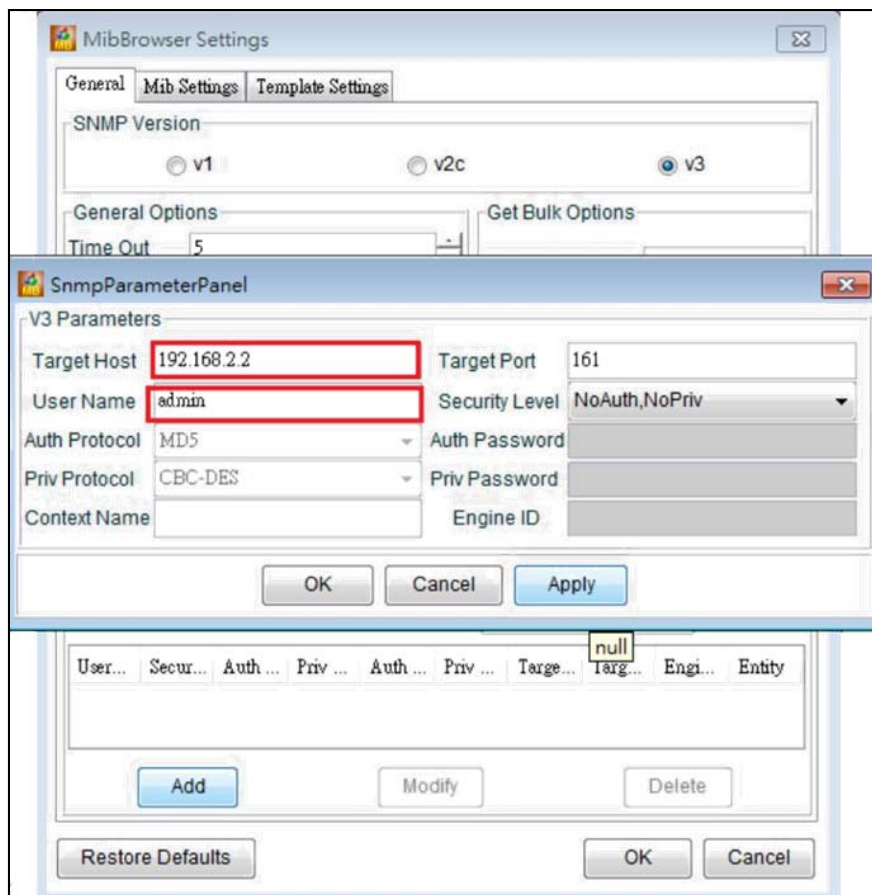 MibBrowser Settings
General Mib Settings Template Settings
SNMP Version
v1 v2c v3
General Options Get Bulk Options
Time Out 5
SnmpParameterPanel
V3 Parameters
Target Host 192.168.2.2 Target Port 161
User Name admin Security Level NoAuth,NoPriv
Auth Protocol MD5 Auth Password
Priv Protocol CBC-DES Priv Password
Context Name Engine ID
OK Cancel Apply
null
User... Secur... Auth ... Priv ... Auth ... Priv ... Targe... Targ... Engi... Entity
Add Modify Delete
Restore Defaults OK Cancel